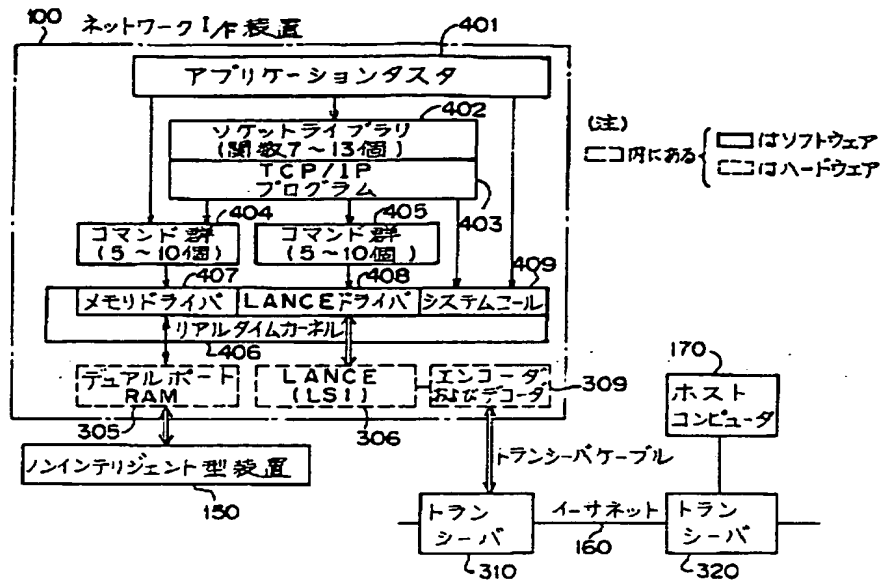 100 ネットワークI/F装置
401
アプリケーションタスタ
402
ソケットライブラリ
(関数7〜13個)
TCP/IP
プログラム
403
(注)
内にある
はソフトウェア
はハードウェア
404
コマンド群
(5〜10個)
405
コマンド群
(5〜10個)
407
メモリドライバ
408
LANCEドライバ
409
システムコール
リアルタイムカーネル
406
デュアルポート
RAM
305
LANCE
(LSI)
306
エンコーダ
およびデコーダ
309
170
ホスト
コンピュータ
ノンインテリジェント型装置
150
トランシーバケーブル
トラン
シーバ
310
イーサネット
160
トラン
シーバ
320